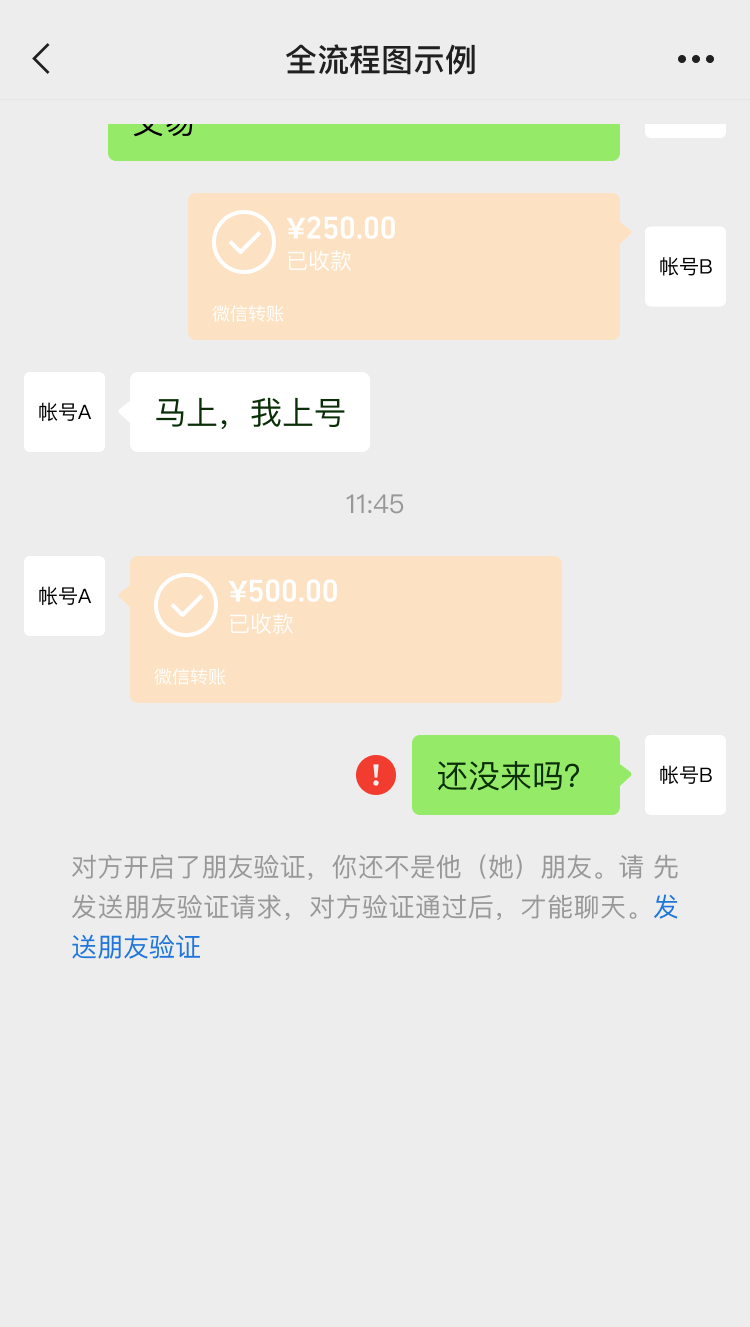 全流程图示例
交易
¥250.00
已收款
帐号B
微信转账
帐号A
马上，我上号
11:45
帐号A
¥500.00
已收款
微信转账
还没来吗?
帐号B
对方开启了朋友验证，你还不是他（她）朋友。请 先
发送朋友验证请求，对方验证通过后，才能聊天。发
送朋友验证